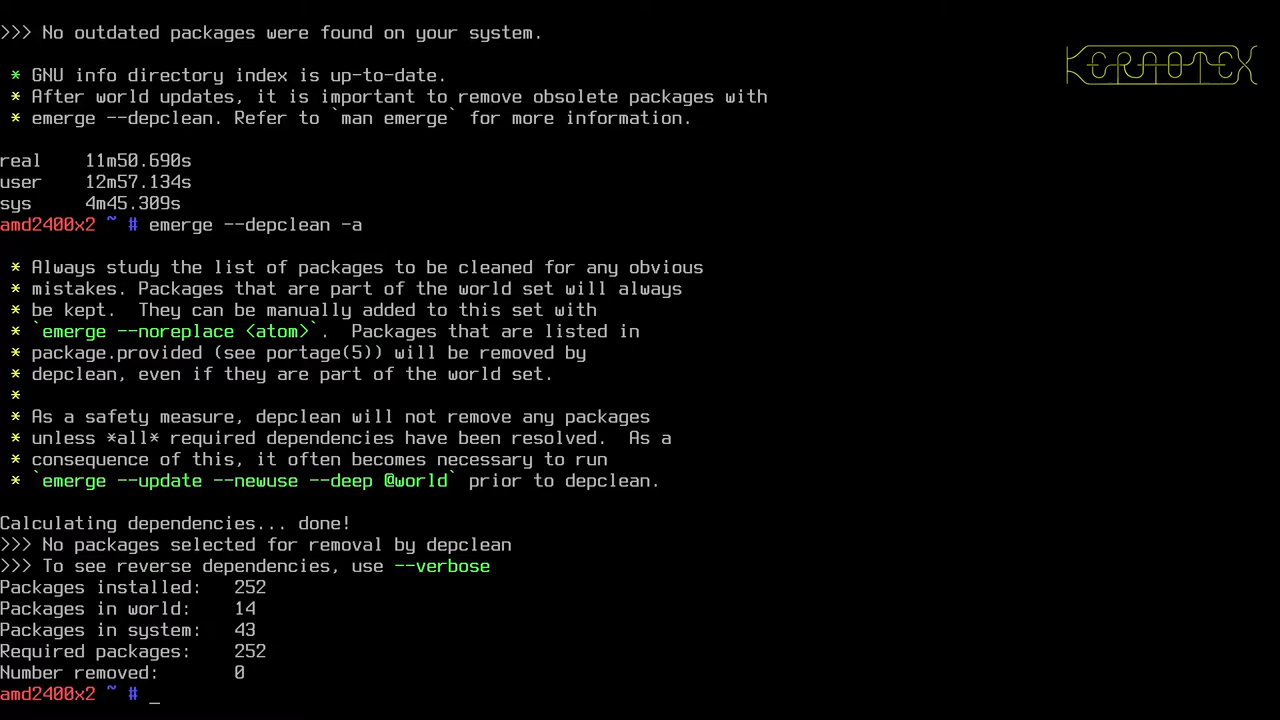 >>> No outdated packages were found on your system.
KERAOTEX
* GNU info directory index is up-to-date.
* After world updates, it is important to remove obsolete packages with
* emerge --depclean. Refer to `man emerge` for more information.
real    11m50.690s
user    12m57.134s
sys     4m45.309s
amd2400x2 ~ # emerge --depclean -a
* Always study the list of packages to be cleaned for any obvious
* mistakes. Packages that are part of the world set will always
* be kept.  They can be manually added to this set with
* `emerge --noreplace <atom>`.  Packages that are listed in
* package.provided (see portage(5)) will be removed by
* depclean, even if they are part of the world set.
*
* As a safety measure, depclean will not remove any packages
* unless *all* required dependencies have been resolved.  As a
* consequence of this, it often becomes necessary to run
* `emerge --update --newuse --deep @world` prior to depclean.
Calculating dependencies... done!
>>> No packages selected for removal by depclean
>>> To see reverse dependencies, use --verbose
Packages installed:   252
Packages in world:    14
Packages in system:   43
Required packages:    252
Number removed:       0
amd2400x2 ~ # _